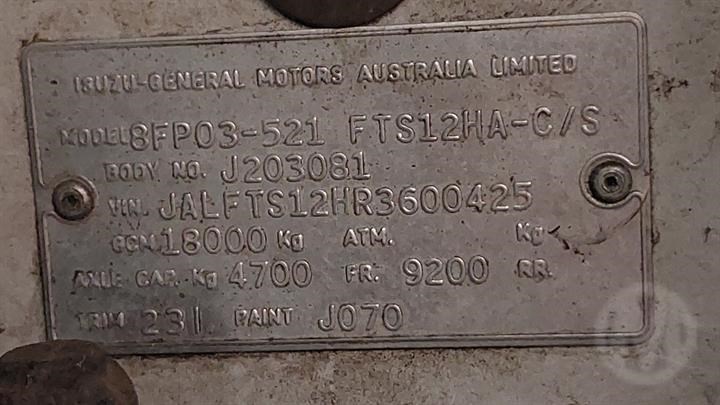 ISUZU-GENERAL MOTORS AUSTRALIA LIMITED
MODEL 8FP03-521 FTS12HA-C/S
BODY NO. J203081
VIN. JALFTS12HR3600425
GCM. 18000 Kg ATM. Kg
AXLE CAP. Kg 4700 FR. 9200 RR.
TRIM 231 PAINT J070